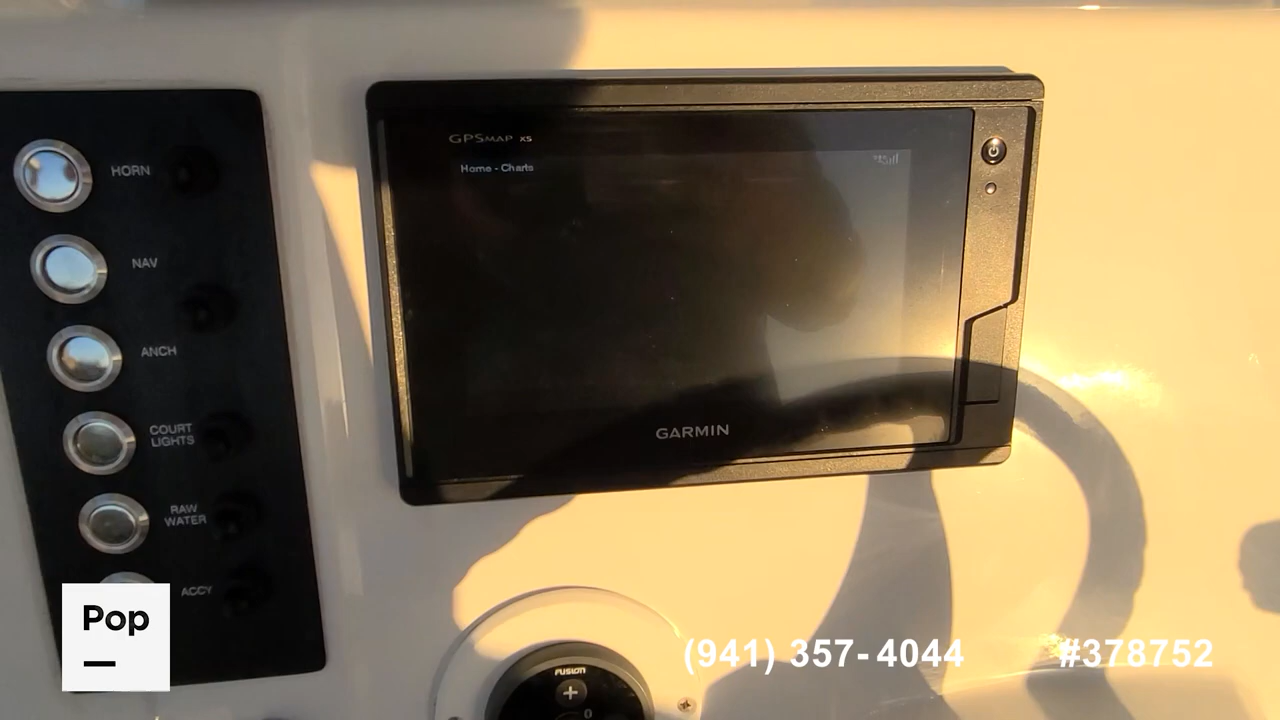 HORN
NAV
ANCH
COURT
LIGHTS
RAW
WATER
ACCY
GPSMAP XS
Home - Charts
GARMIN
FUSION
Pop
(941) 357-4044
#378752